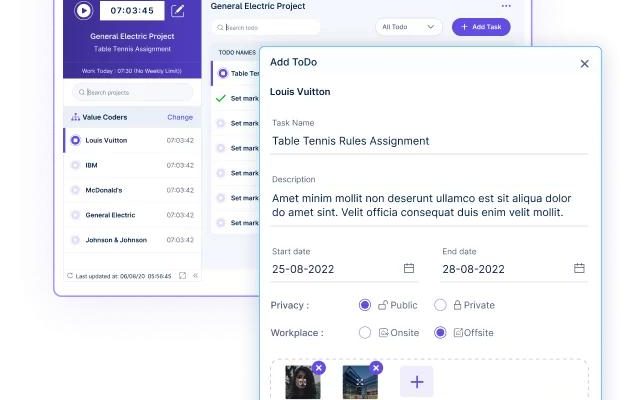 07:03:45
General Electric Project
Table Tennis Assignment
Work Today : 07:30 (No Weekly Limit))
Search projects
Value Coders
Change
Louis Vuitton 07:03:42
IBM 07:03:42
McDonald's 07:03:42
General Electric 07:03:42
Johnson & Johnson 07:03:42
Last updated at: 06/06/20 05:56:45
General Electric Project
Search todo
All Todo
+ Add Task
TODO NAMES
Table Ten
Set mark
Set mark
Set mark
Set mark
Set mark
Set mark
Add ToDo
Louis Vuitton
Task Name
Table Tennis Rules Assignment
Description
Amet minim mollit non deserunt ullamco est sit aliqua dolor
do amet sint. Velit officia consequat duis enim velit mollit.
Start date End date
25-08-2022 28-08-2022
Privacy : Public Private
Workplace : Onsite Offsite